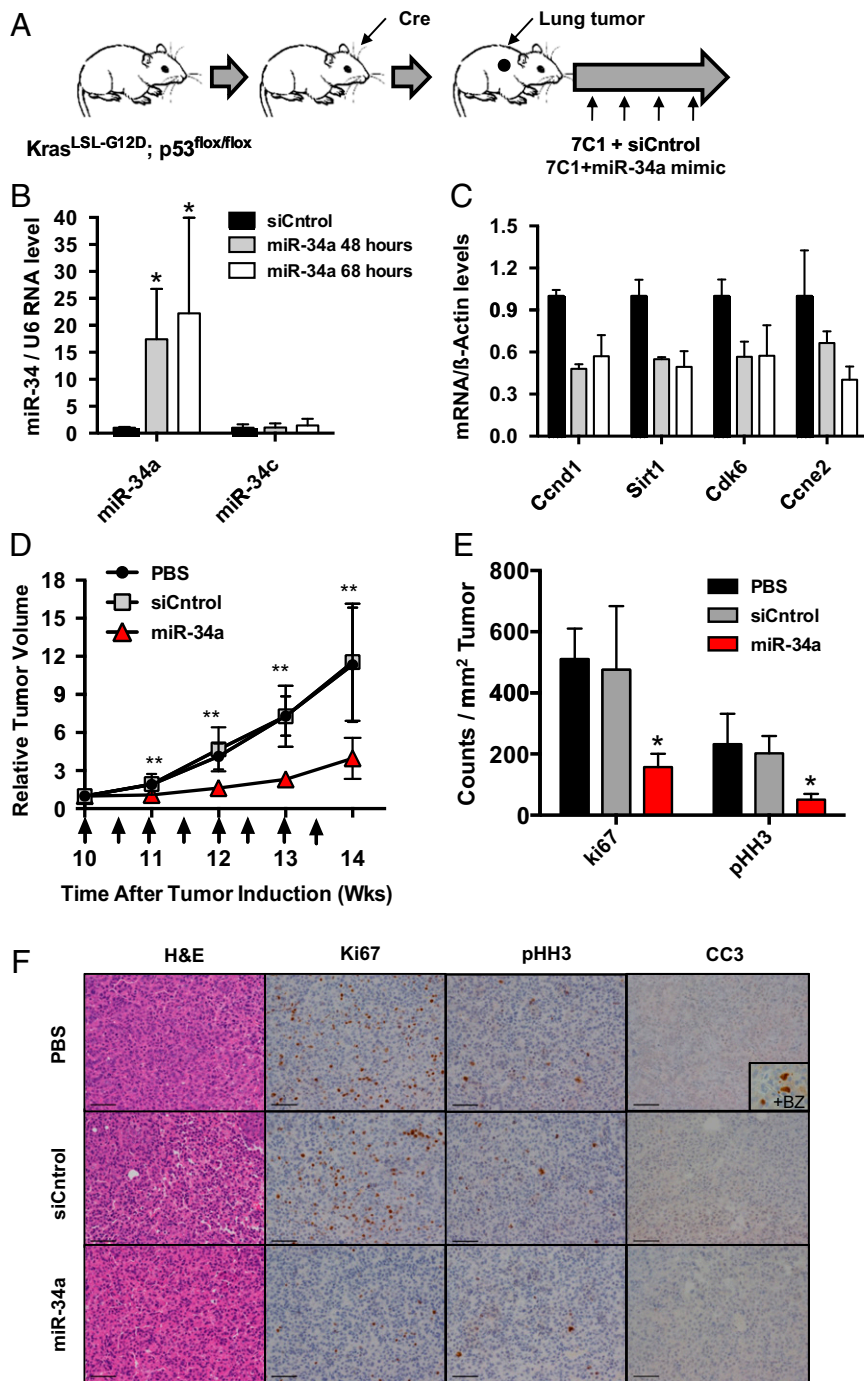 A
Cre
Lung tumor
Kras^LSL-G12D; p53^flox/flox
7C1 + siCntrol
7C1+miR-34a mimic
B
miR-34 / U6 RNA level
40
35
30
25
20
15
10
5
0
siCntrol
miR-34a 48 hours
miR-34a 68 hours
*
*
miR-34a
miR-34c
C
mRNA/ß-Actin levels
1.5
1.2
0.9
0.6
0.3
0.0
Ccnd1
Sirt1
Cdk6
Ccne2
D
Relative Tumor Volume
18
15
12
9
6
3
0
PBS
siCntrol
miR-34a
**
**
**
**
10
11
12
13
14
Time After Tumor Induction (Wks)
E
Counts / mm² Tumor
800
600
400
200
0
PBS
siCntrol
miR-34a
*
*
ki67
pHH3
F
H&E
Ki67
pHH3
CC3
PBS
+BZ
siCntrol
miR-34a